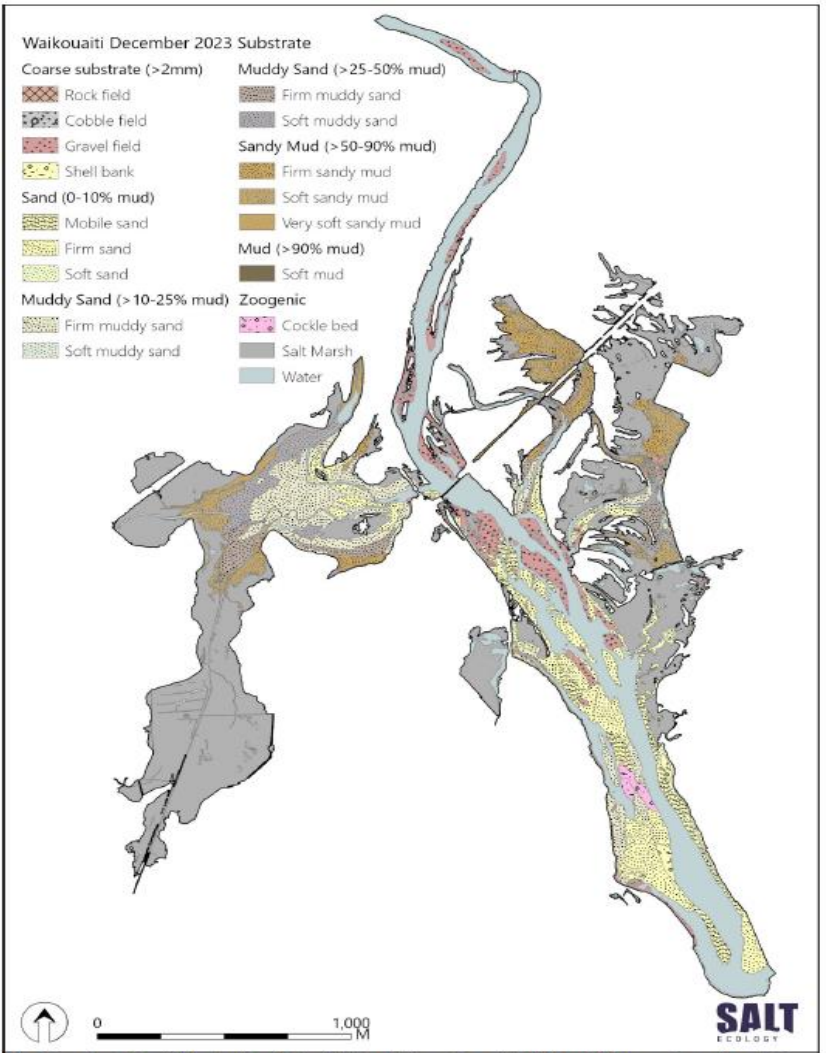 Waikouaiti December 2023 Substrate
Coarse substrate (>2mm)
Rock field
Cobble field
Gravel field
Shell bank
Sand (0-10% mud)
Mobile sand
Firm sand
Soft sand
Muddy Sand (>10-25% mud)
Firm muddy sand
Soft muddy sand
Muddy Sand (>25-50% mud)
Firm muddy sand
Soft muddy sand
Sandy Mud (>50-90% mud)
Firm sandy mud
Soft sandy mud
Very soft sandy mud
Mud (>90% mud)
Soft mud
Zoogenic
Cockle bed
Salt Marsh
Water
0 1,000
M
SALT
ECOLOGY